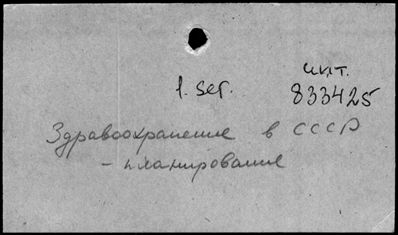 инт.
1. ser. 833425
Здравоохранение в СССР
- планирование